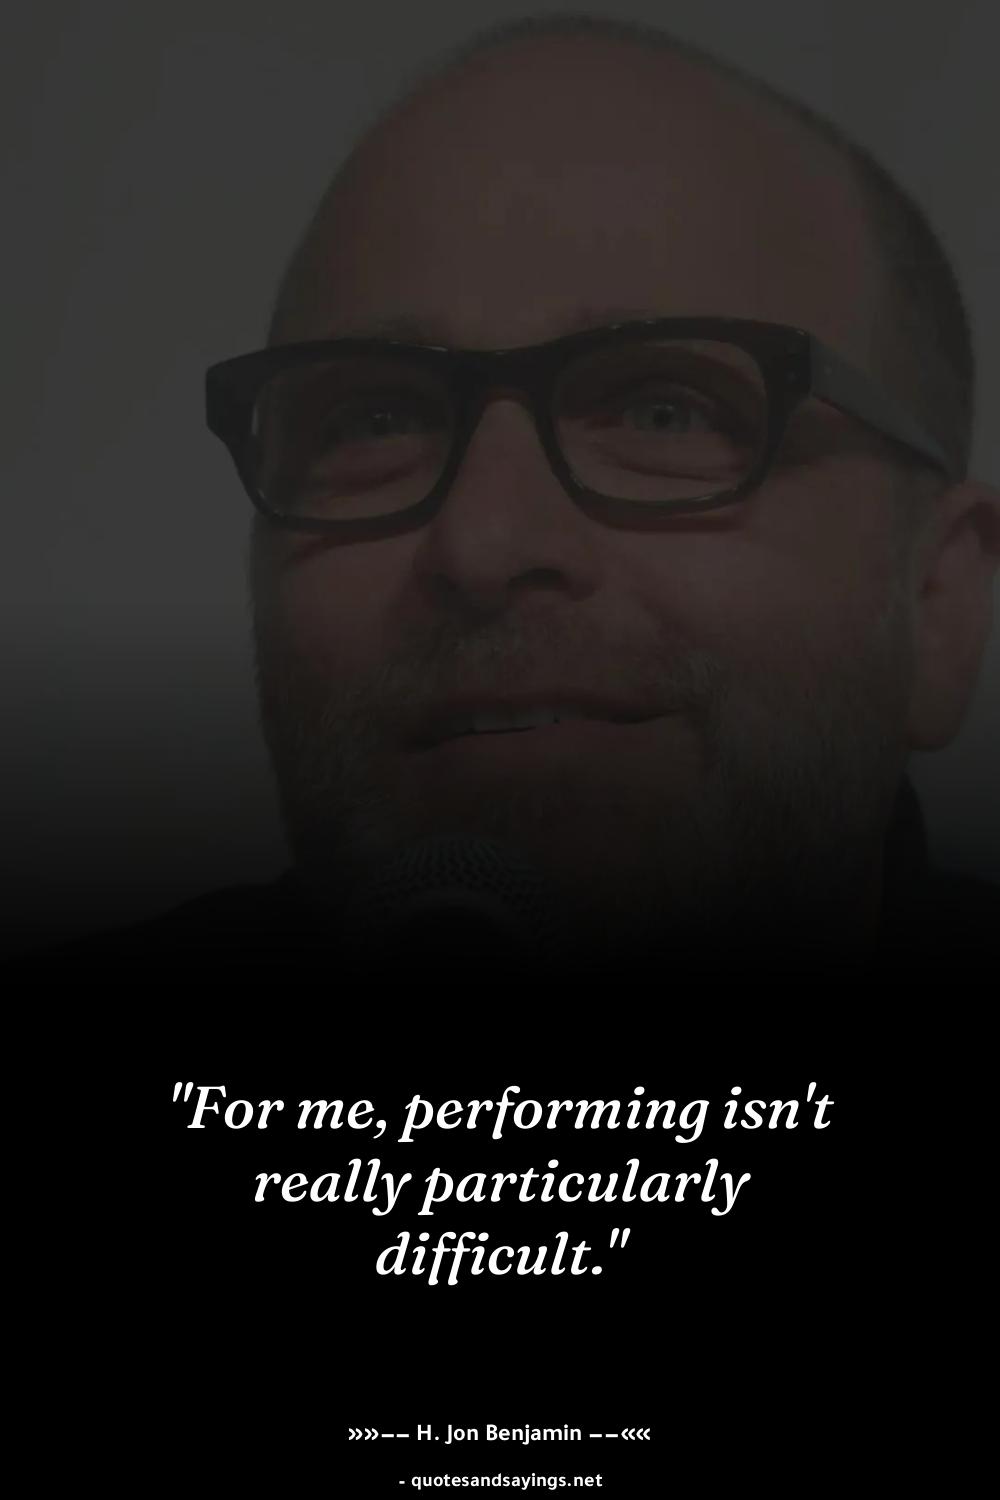 "For me, performing isn't
really particularly
difficult."
»»−− H. Jon Benjamin −−««
- quotesandsayings.net